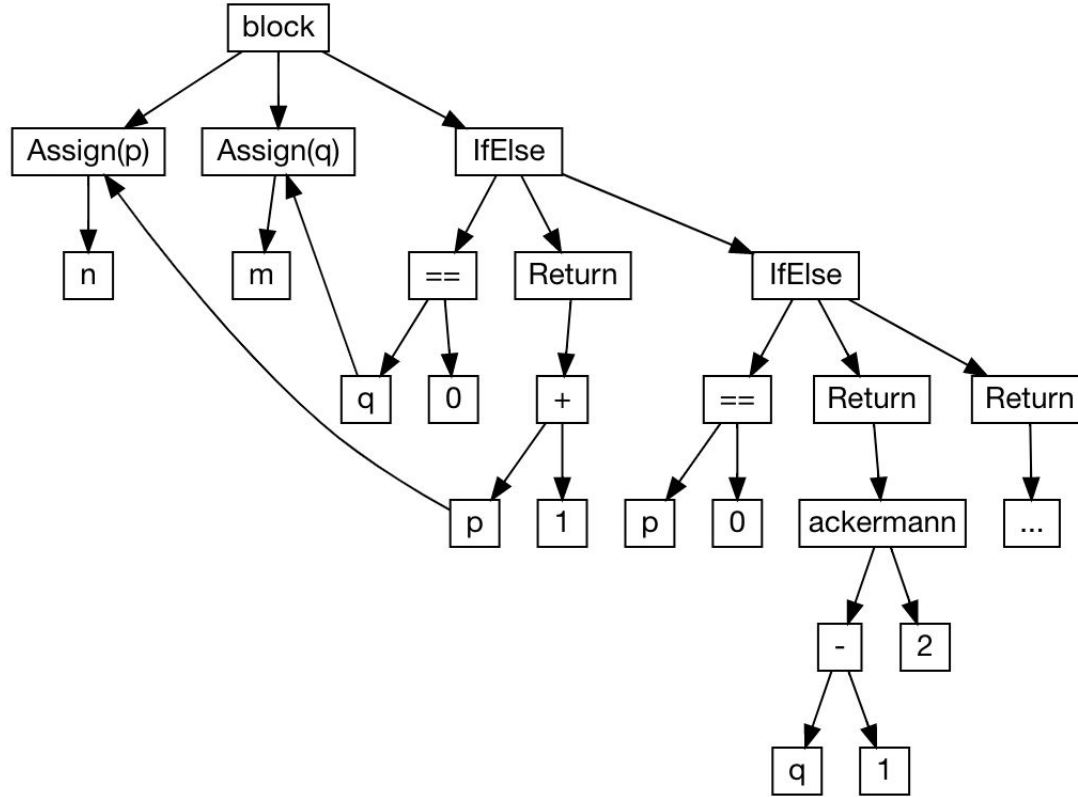 block
Assign(p)
Assign(q)
IfElse
n
m
==
Return
IfElse
q
0
+
==
Return
Return
p
1
p
0
ackermann
...
-
2
q
1